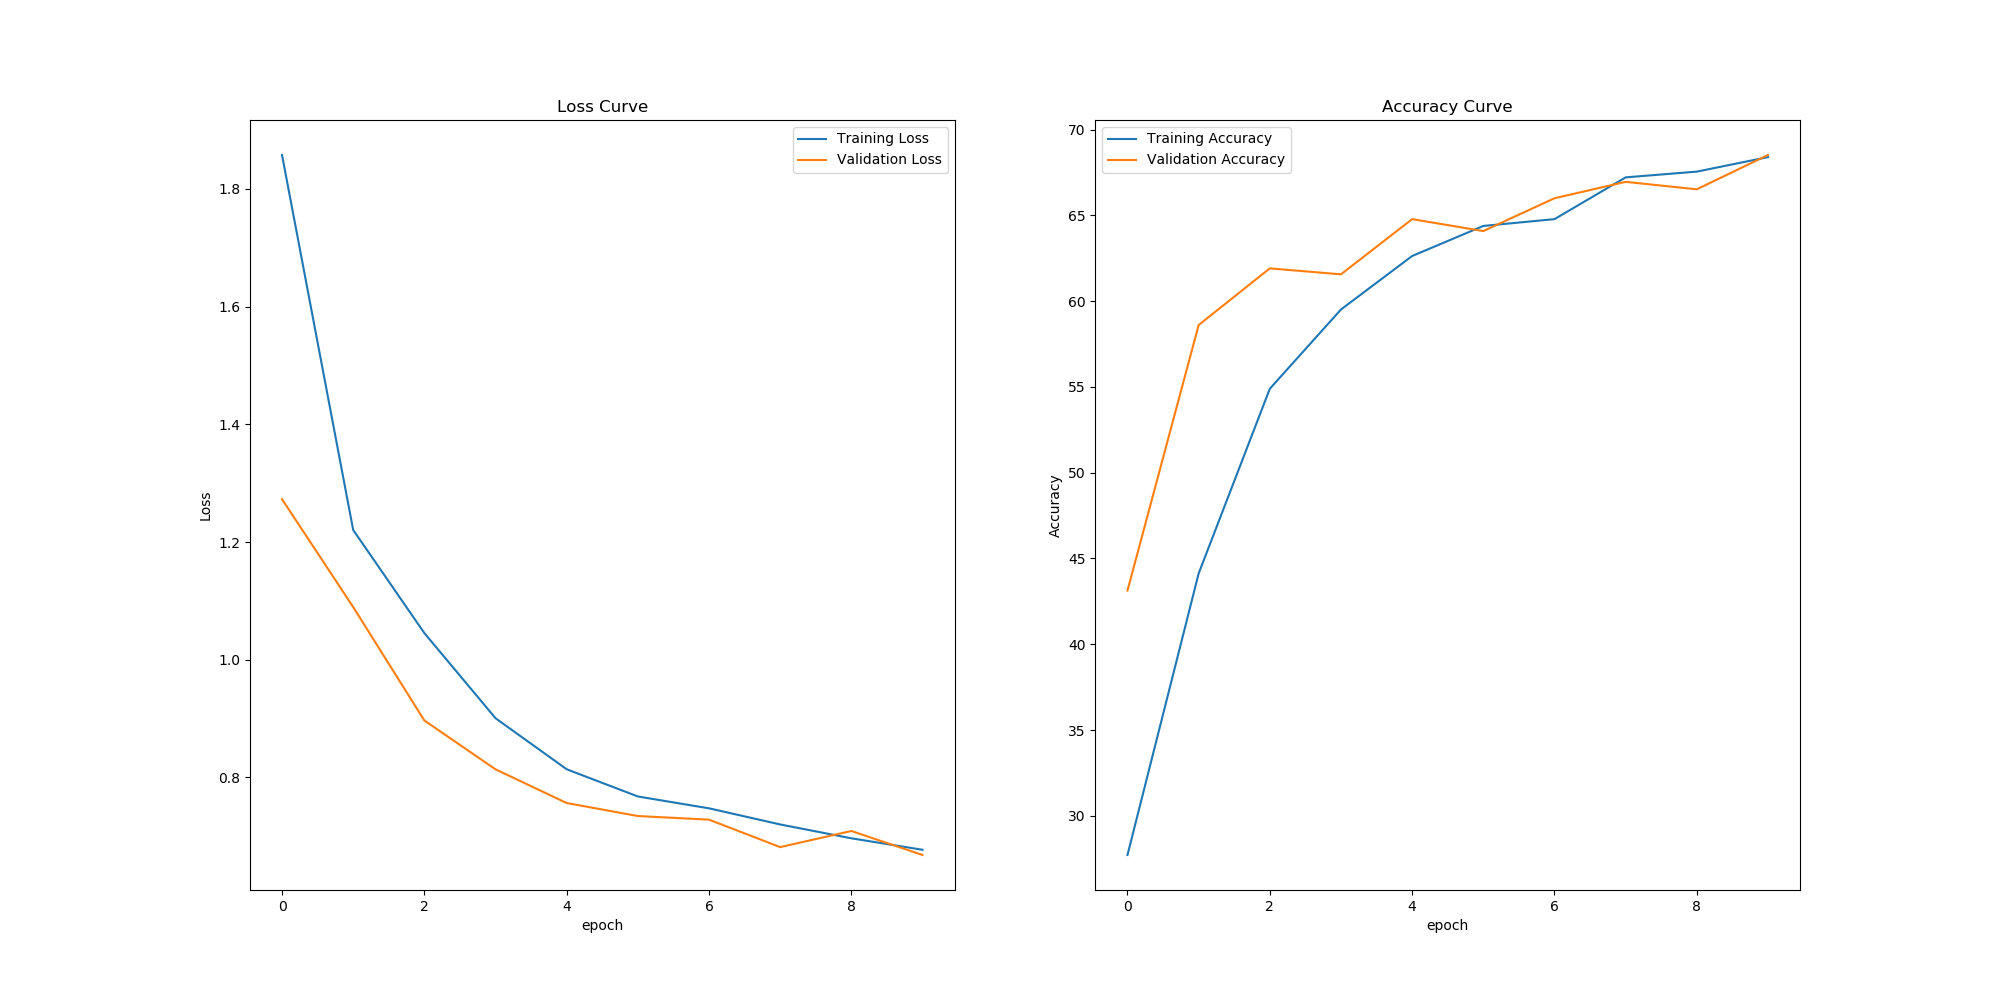 Loss Curve
Training Loss
Validation Loss
1.8
1.6
1.4
1.2
1.0
0.8
Loss
0 2 4 6 8
epoch
Accuracy Curve
Training Accuracy
Validation Accuracy
70
65
60
55
50
45
40
35
30
Accuracy
0 2 4 6 8
epoch